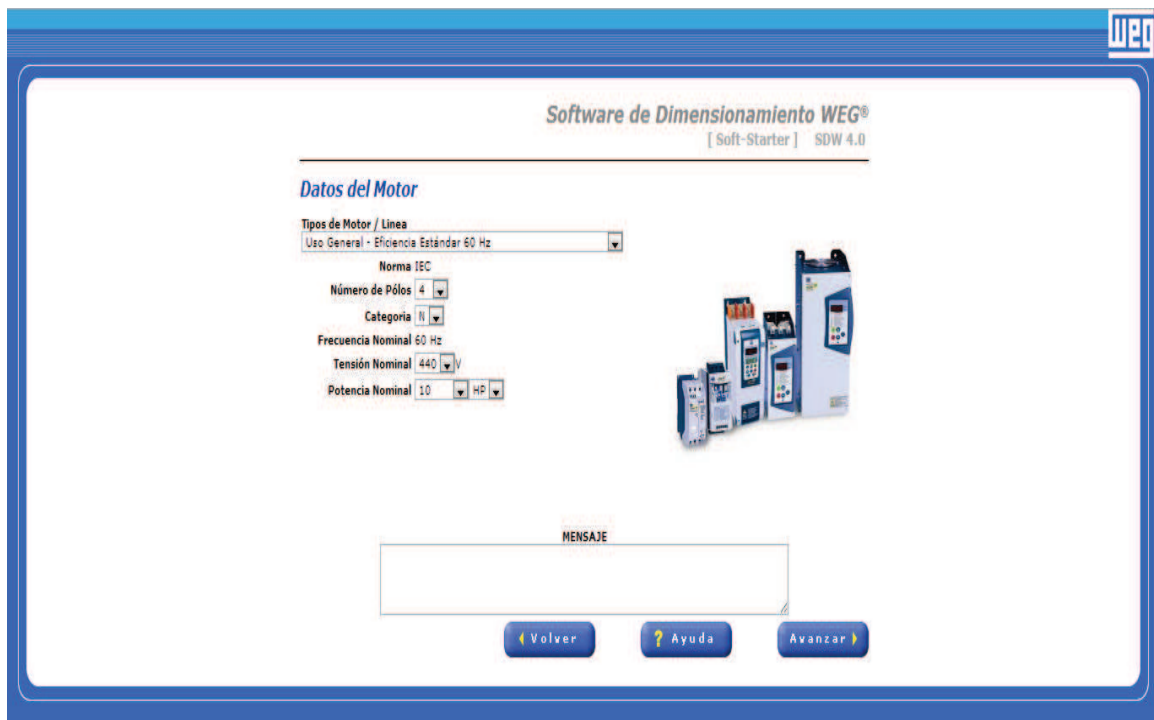 weg
Software de Dimensionamiento WEG®
[ Soft-Starter ] SDW 4.0
Datos del Motor
Tipos de Motor / Linea
Uso General - Eficiencia Estándar 60 Hz
Norma IEC
Número de Pólos 4
Categoria N
Frecuencia Nominal 60 Hz
Tensión Nominal 440 V
Potencia Nominal 10 HP
MENSAJE
Volver
? Ayuda
Avanzar